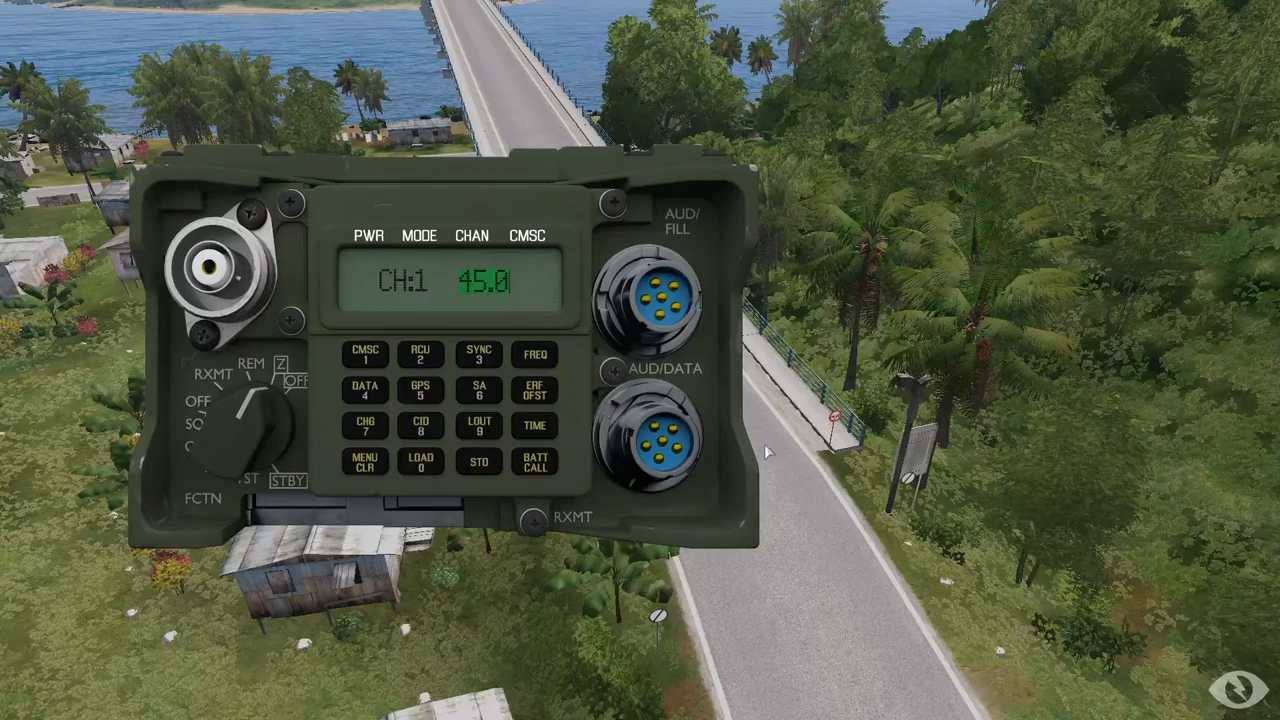 AUD/
FILL
PWR MODE CHAN CMSC
CH:1 45.0
CMSC
1
RCU
2
SYNC
3
FREQ
DATA
4
GPS
5
SA
6
ERF
OFST
CHG
7
CID
8
LOUT
9
TIME
MENU
CLR
LOAD
0
STO
BATT
CALL
AUD/DATA
REM
Z
RXMT
OFF
OFF
SQ
C
ST
STBY
FCTN
RXMT